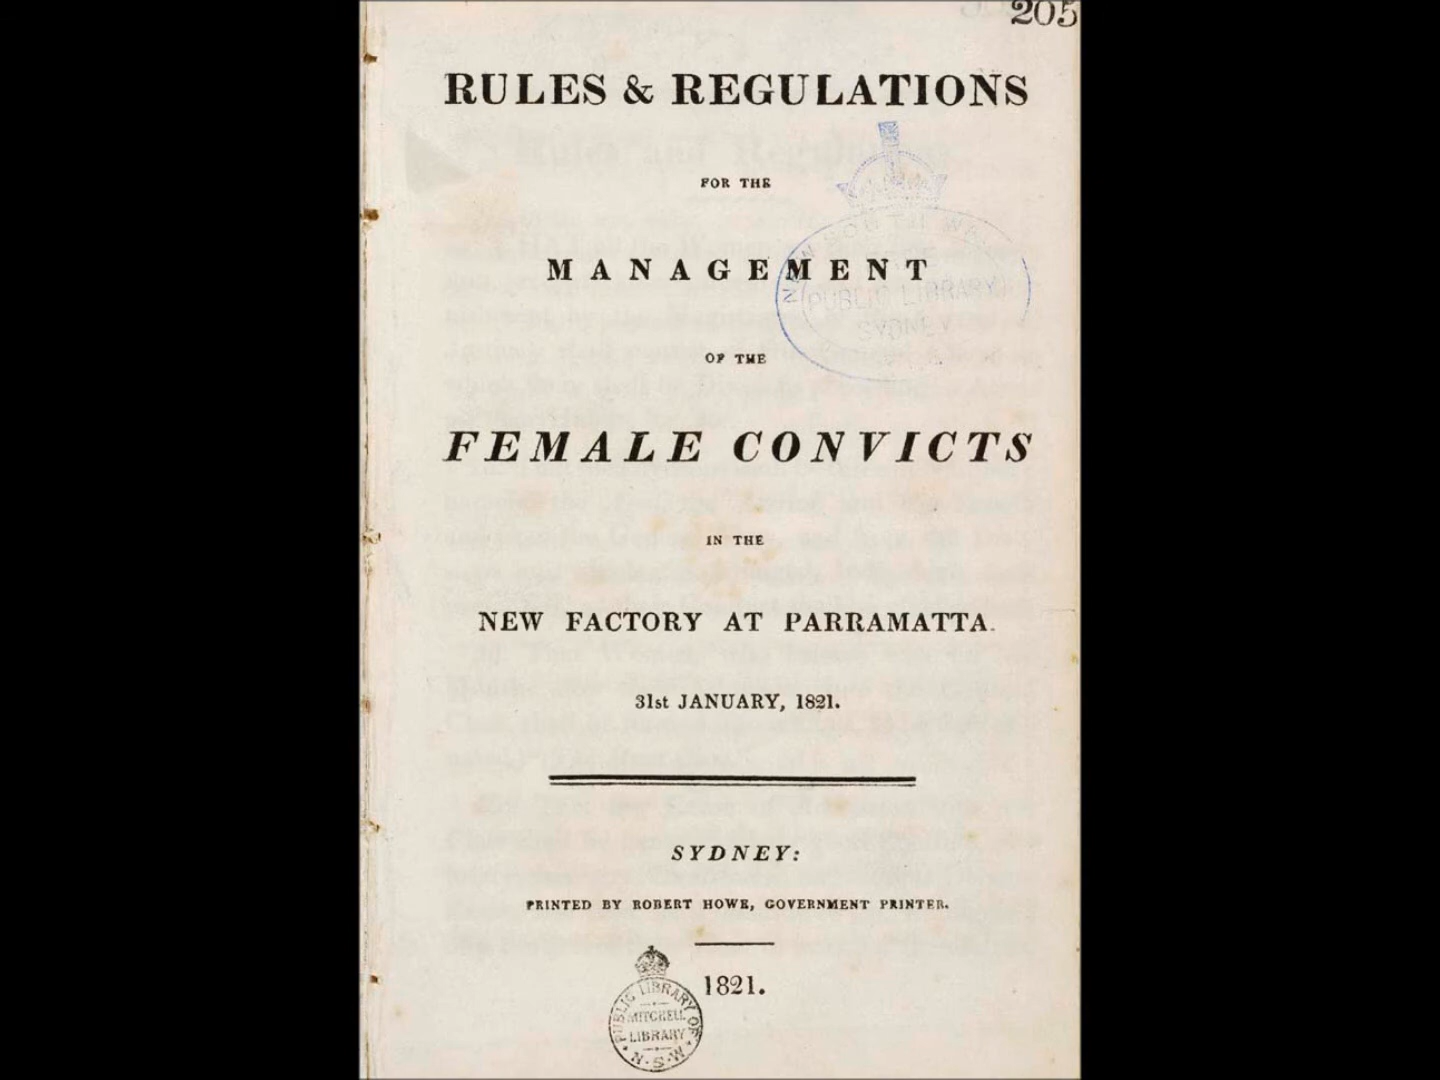 205
RULES & REGULATIONS
FOR THE
MANAGEMENT
OF THE
FEMALE CONVICTS
IN THE
NEW FACTORY AT PARRAMATTA.
31st JANUARY, 1821.
SYDNEY:
PRINTED BY ROBERT HOWE, GOVERNMENT PRINTER.
1821.
PUBLIC LIBRARY
SYDNEY
PUBLIC LIBRARY OF
MITCHELL
LIBRARY
N.S.W.